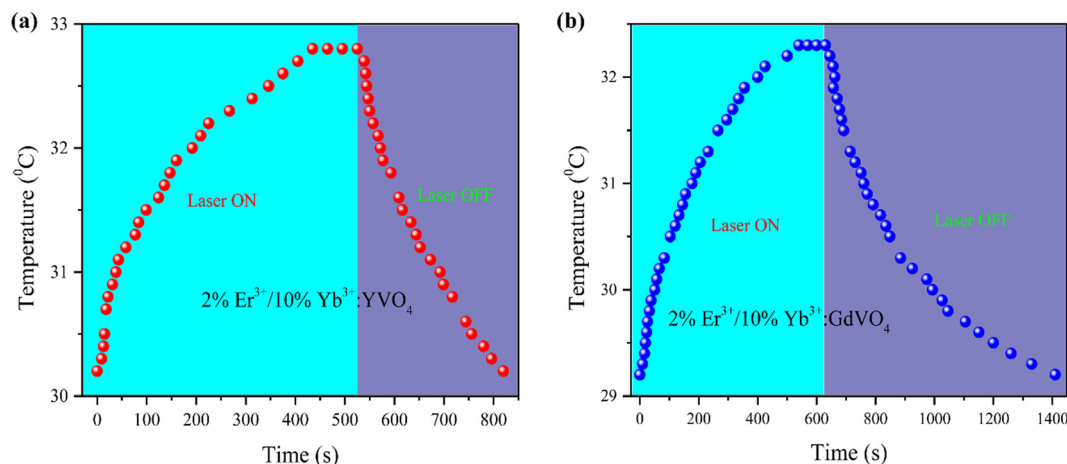 (a)
33
32
31
30
Temperature (⁰C)
Laser ON
Laser OFF
2% Er³⁺/10% Yb³⁺:YVO₄
0 100 200 300 400 500 600 700 800
Time (s)
(b)
32
31
30
29
Temperature (⁰C)
Laser ON
Laser OFF
2% Er³⁺/10% Yb³⁺:GdVO₄
0 200 400 600 800 1000 1200 1400
Time (s)